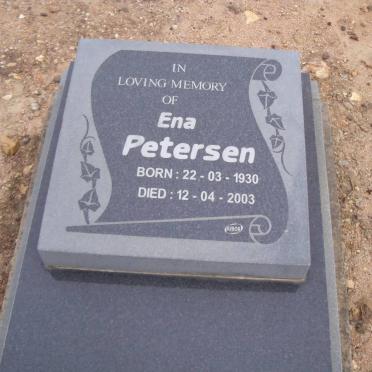 IN
LOVING MEMORY
OF
Ena
Petersen
BORN : 22 - 03 - 1930
DIED : 12 - 04 - 2003